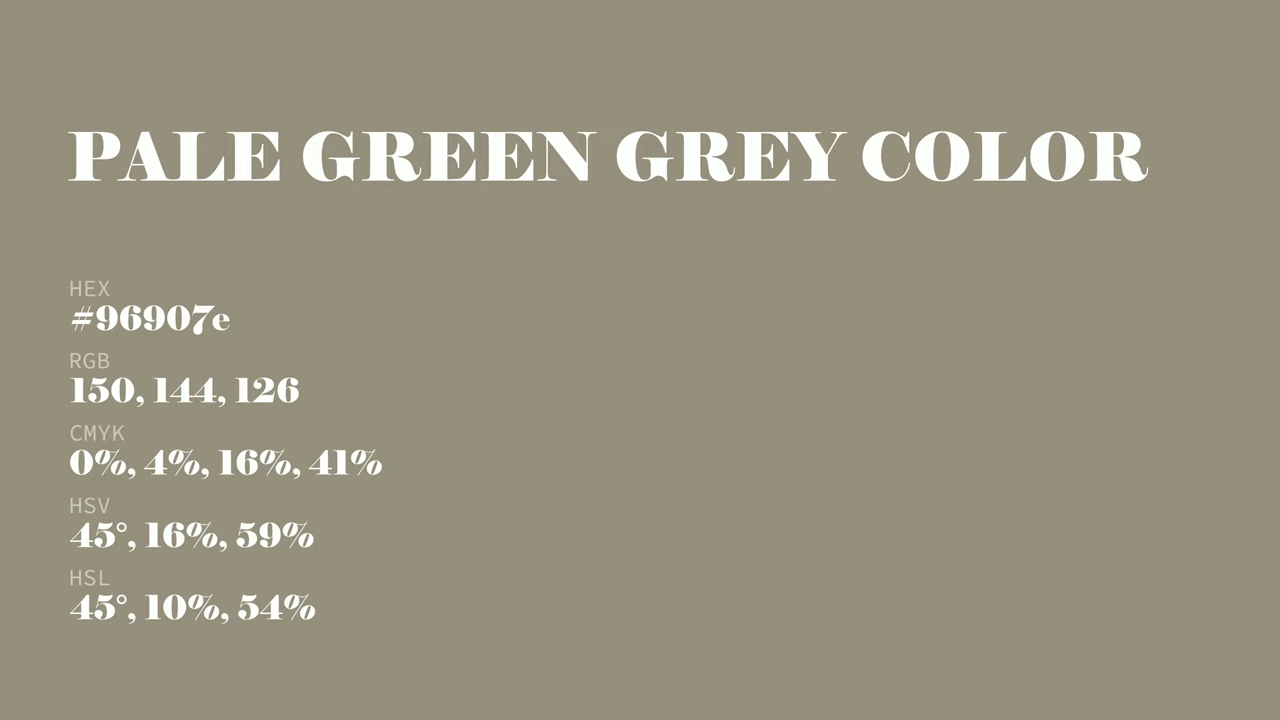 PALE GREEN GREY COLOR
HEX
#96907e
RGB
150, 144, 126
CMYK
0%, 4%, 16%, 41%
HSV
45°, 16%, 59%
HSL
45°, 10%, 54%